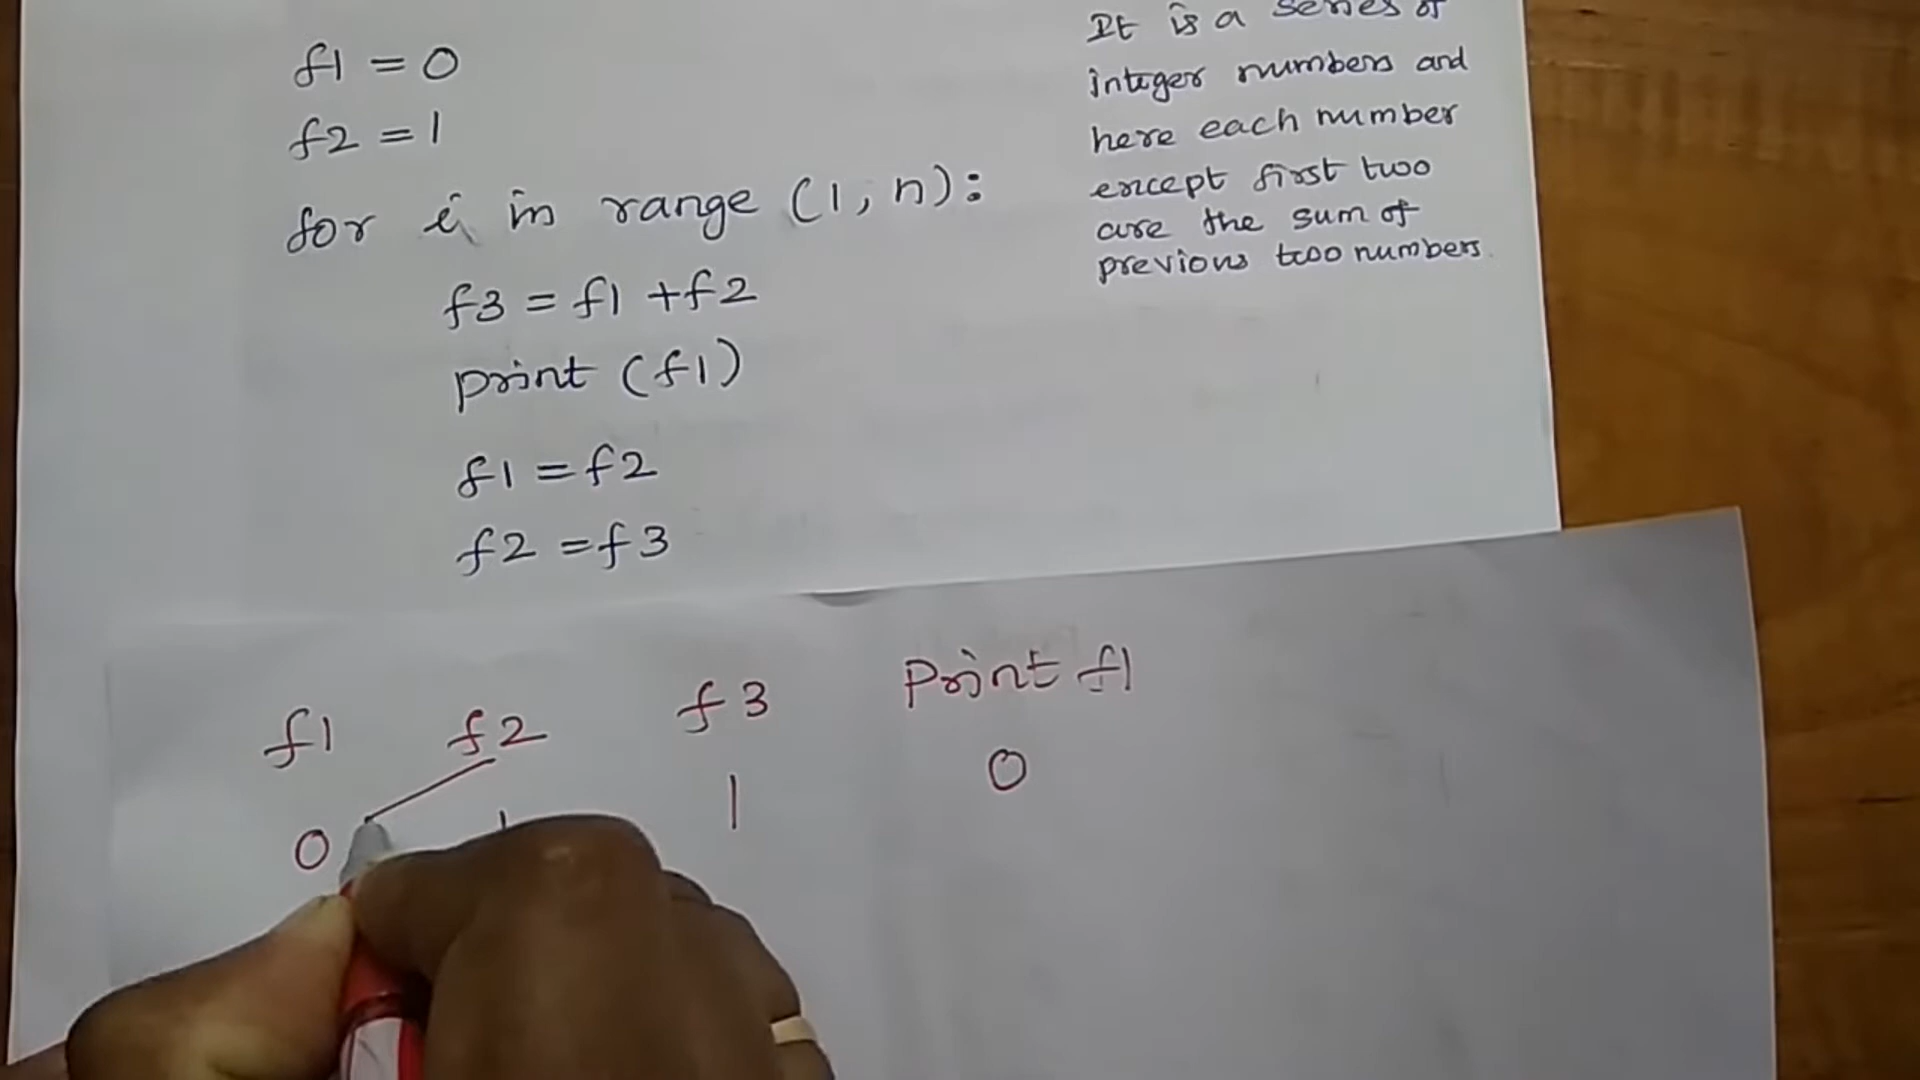 f1 = 0
f2 = 1
for i in range (1, n):
f3 = f1 + f2
print (f1)
f1 = f2
f2 = f3
It is a series of
integer numbers and
here each number
except first two
are the sum of
previous two numbers.
f1 f2 f3 Print f1
0 1 1 0